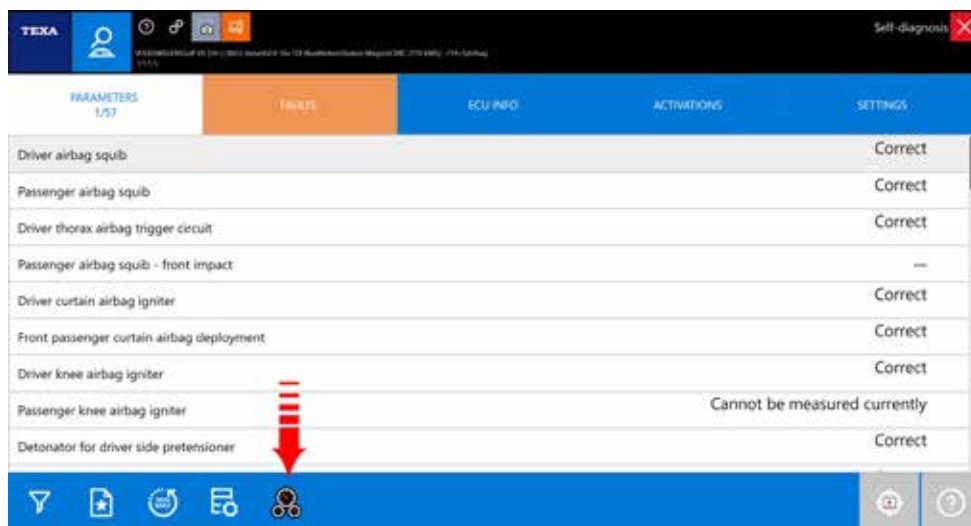 TEXA
Self-diagnosis
PARAMETERS
1/57
FAULTS
ECU INFO
ACTIVATIONS
SETTINGS
Driver airbag squib
Correct
Passenger airbag squib
Correct
Driver thorax airbag trigger circuit
Correct
Passenger airbag squib - front impact
---
Driver curtain airbag igniter
Correct
Front passenger curtain airbag deployment
Correct
Driver knee airbag igniter
Correct
Passenger knee airbag igniter
Cannot be measured currently
Detonator for driver side pretensioner
Correct